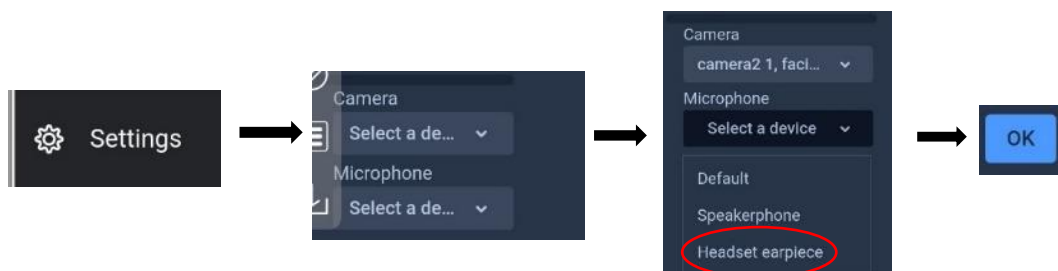 Settings
Camera
Select a de...
Microphone
Select a de...
Camera
camera2 1, faci...
Microphone
Select a device
Default
Speakerphone
Headset earpiece
OK